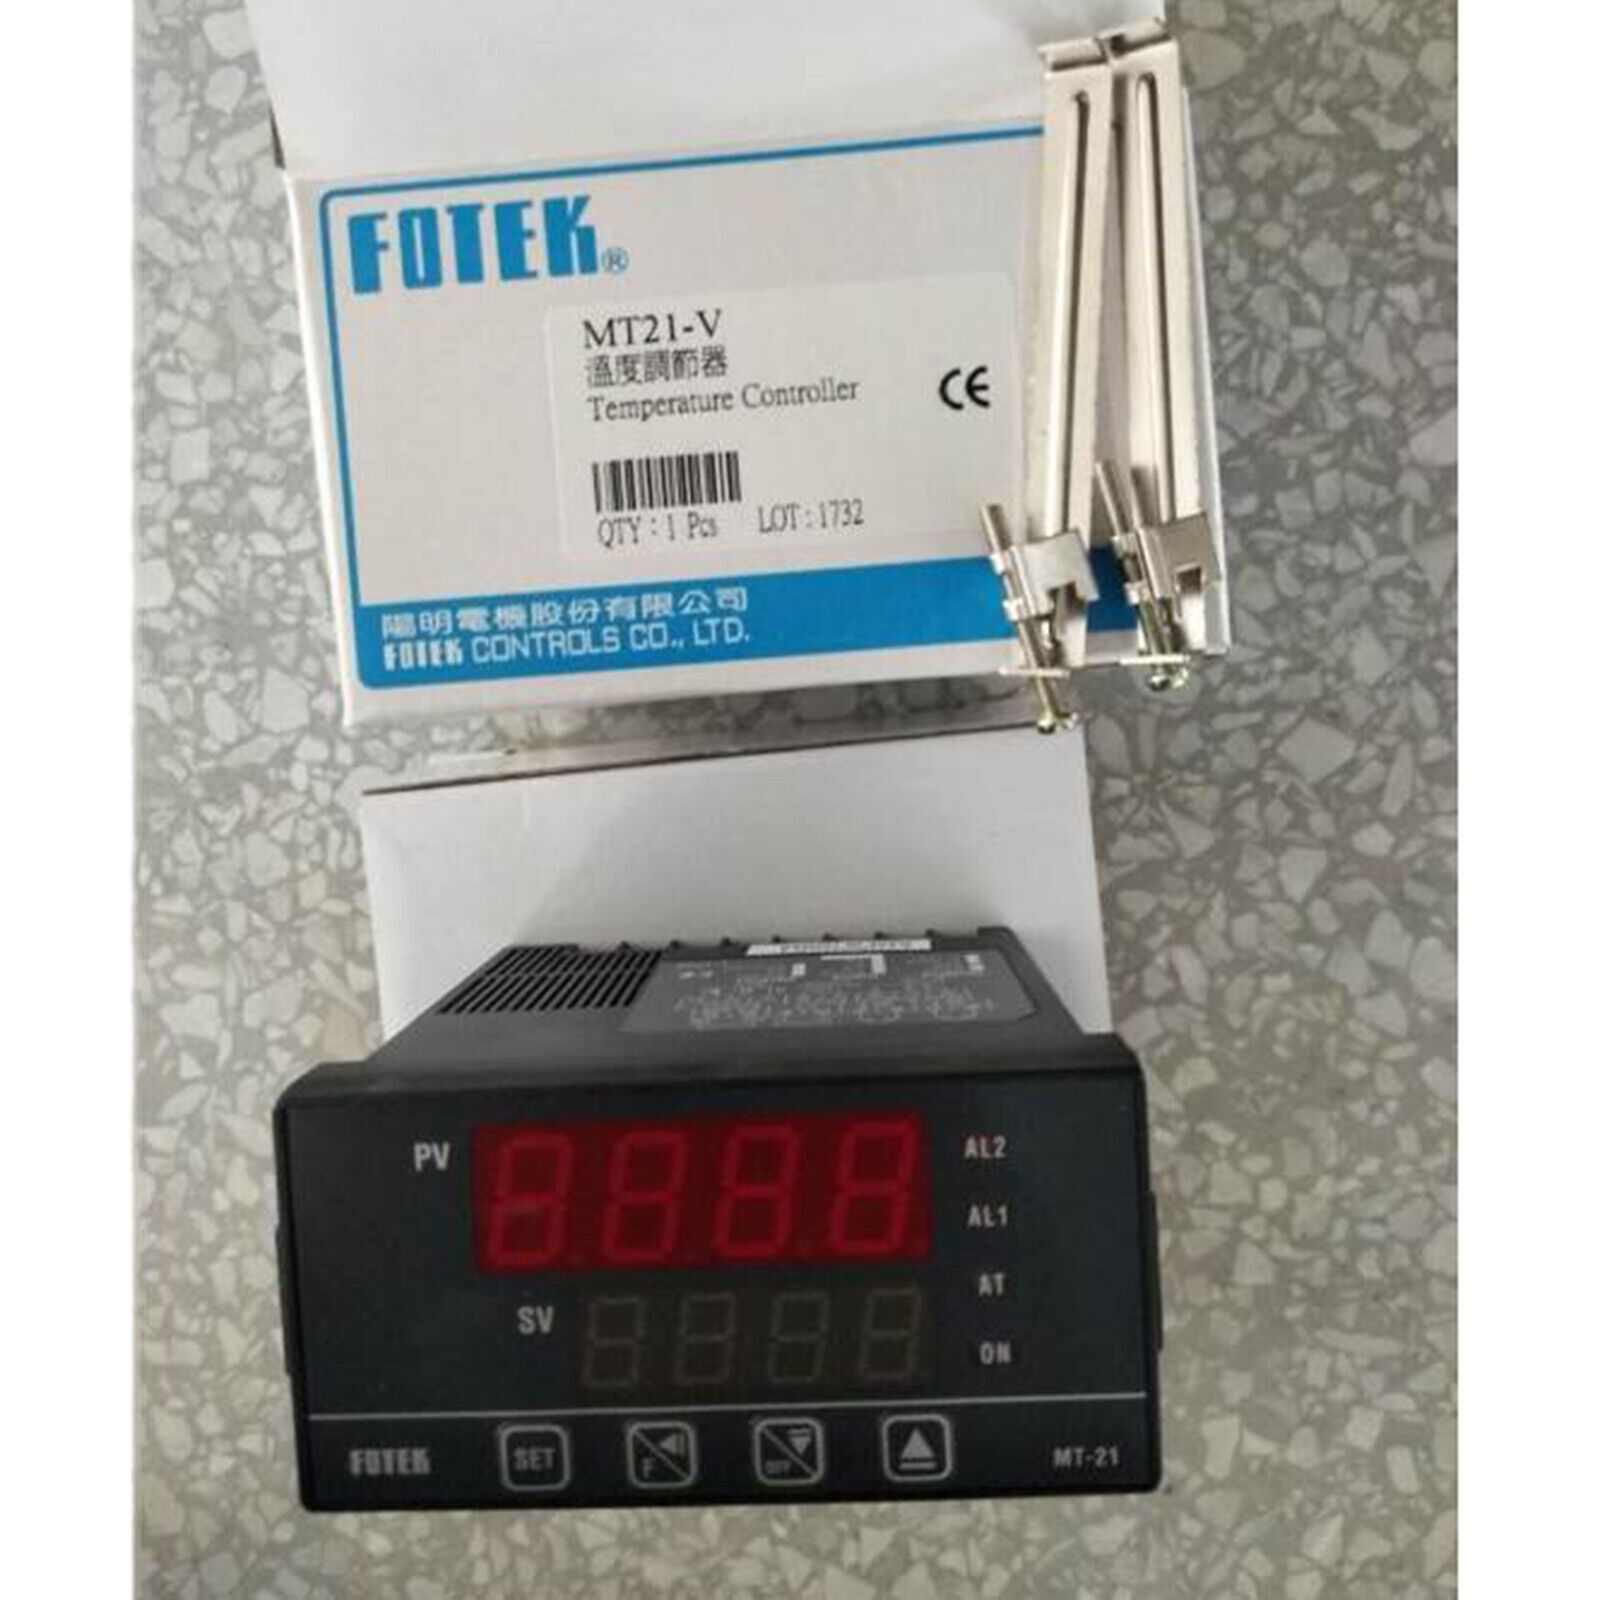 FOTEK®
MT21-V
溫度調節器
Temperature Controller
CE
QTY : 1 Pcs LOT : 1732
陽明電機股份有限公司
FOTEK CONTROLS CO., LTD.
PV
AL2
AL1
SV
AT
ON
FOTEK SET F OFF MT-21